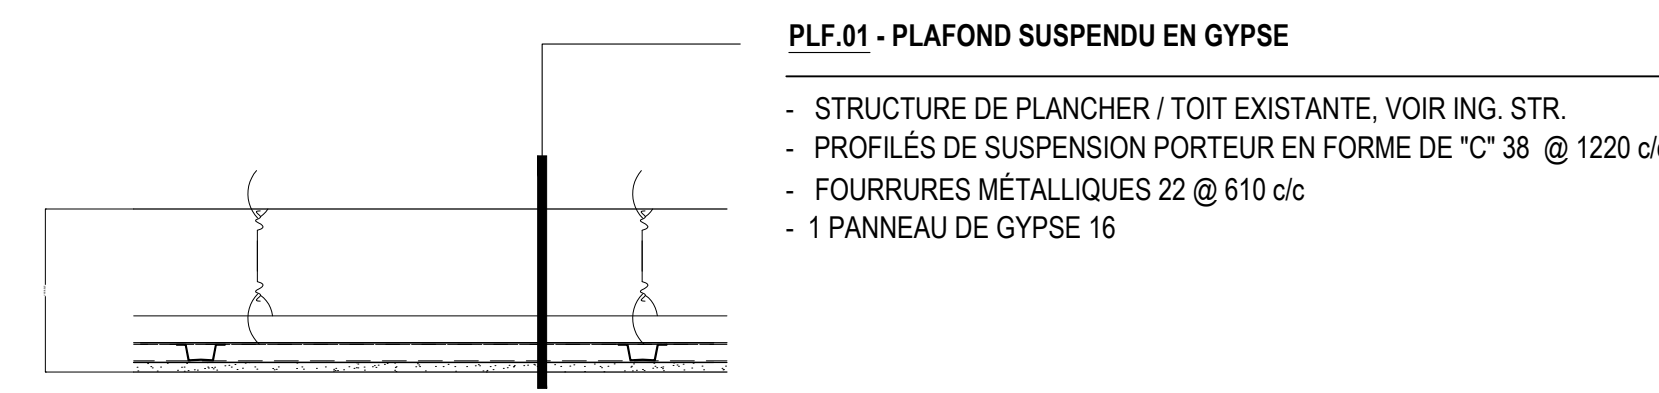 PLF.01 - PLAFOND SUSPENDU EN GYPSE
- STRUCTURE DE PLANCHER / TOIT EXISTANTE, VOIR ING. STR.
- PROFILÉS DE SUSPENSION PORTEUR EN FORME DE "C" 38 @ 1220
- FOURRURES MÉTALLIQUES 22 @ 610 c/c
- 1 PANNEAU DE GYPSE 16